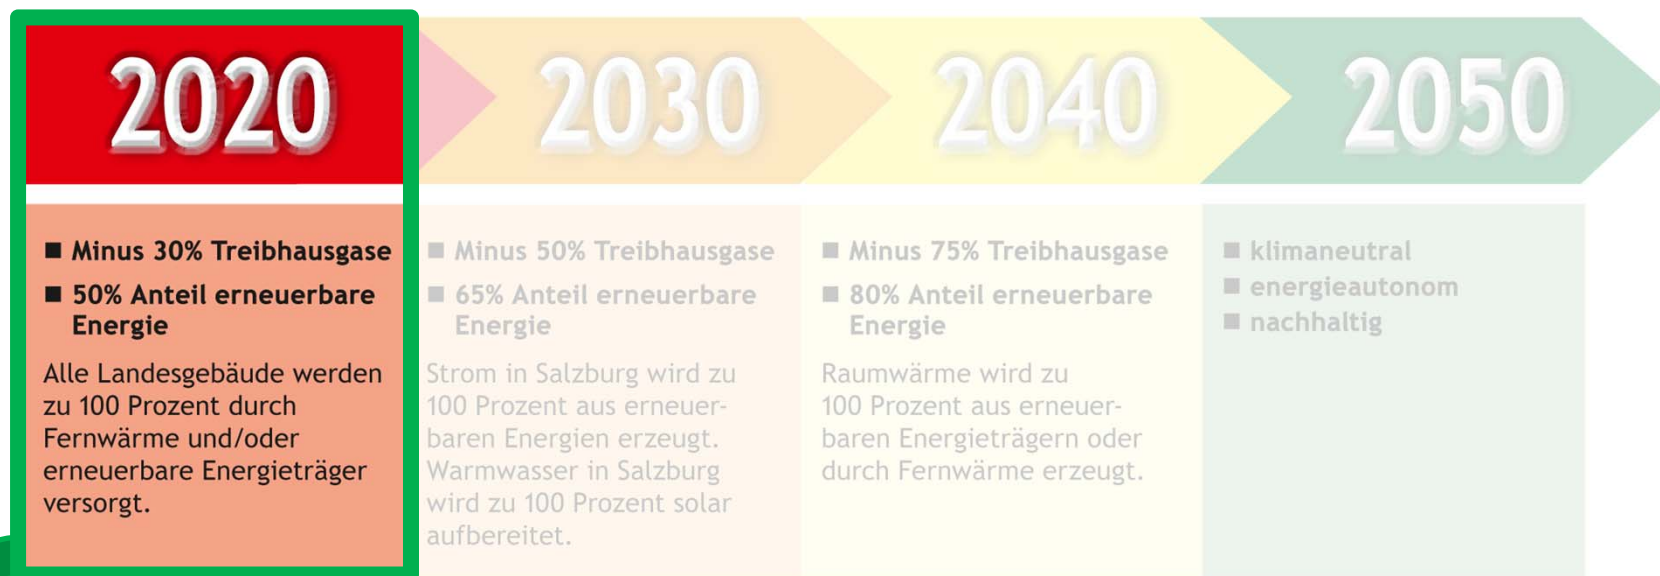 2020
■ Minus 30% Treibhausgase
■ 50% Anteil erneuerbare
Energie
Alle Landesgebäude werden
zu 100 Prozent durch
Fernwärme und/oder
erneuerbare Energieträger
versorgt.
2030
■ Minus 50% Treibhausgase
■ 65% Anteil erneuerbare
Energie
Strom in Salzburg wird zu
100 Prozent aus erneuer-
baren Energien erzeugt.
Warmwasser in Salzburg
wird zu 100 Prozent solar
aufbereitet.
2040
■ Minus 75% Treibhausgase
■ 80% Anteil erneuerbare
Energie
Raumwärme wird zu
100 Prozent aus erneuer-
baren Energieträgern oder
durch Fernwärme erzeugt.
2050
■ klimaneutral
■ energieautonom
■ nachhaltig